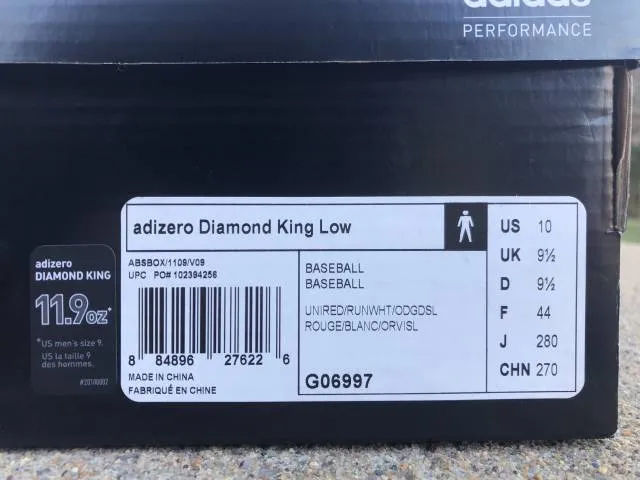 adidas
PERFORMANCE
adizero Diamond King Low
ABSBOX/1109/V09
UPC PO# 102394256
8 84896 27622 6
MADE IN CHINA
FABRIQUÉ EN CHINE
BASEBALL
BASEBALL
UNIRED/RUNWHT/ODGDSL
ROUGE/BLANC/ORVISL
G06997
US 10
UK 9½
D 9½
F 44
J 280
CHN 270
adizero
DIAMOND KING
11.9oz*
*US men's size 9.
US la taille 9
des hommes.
#20100002